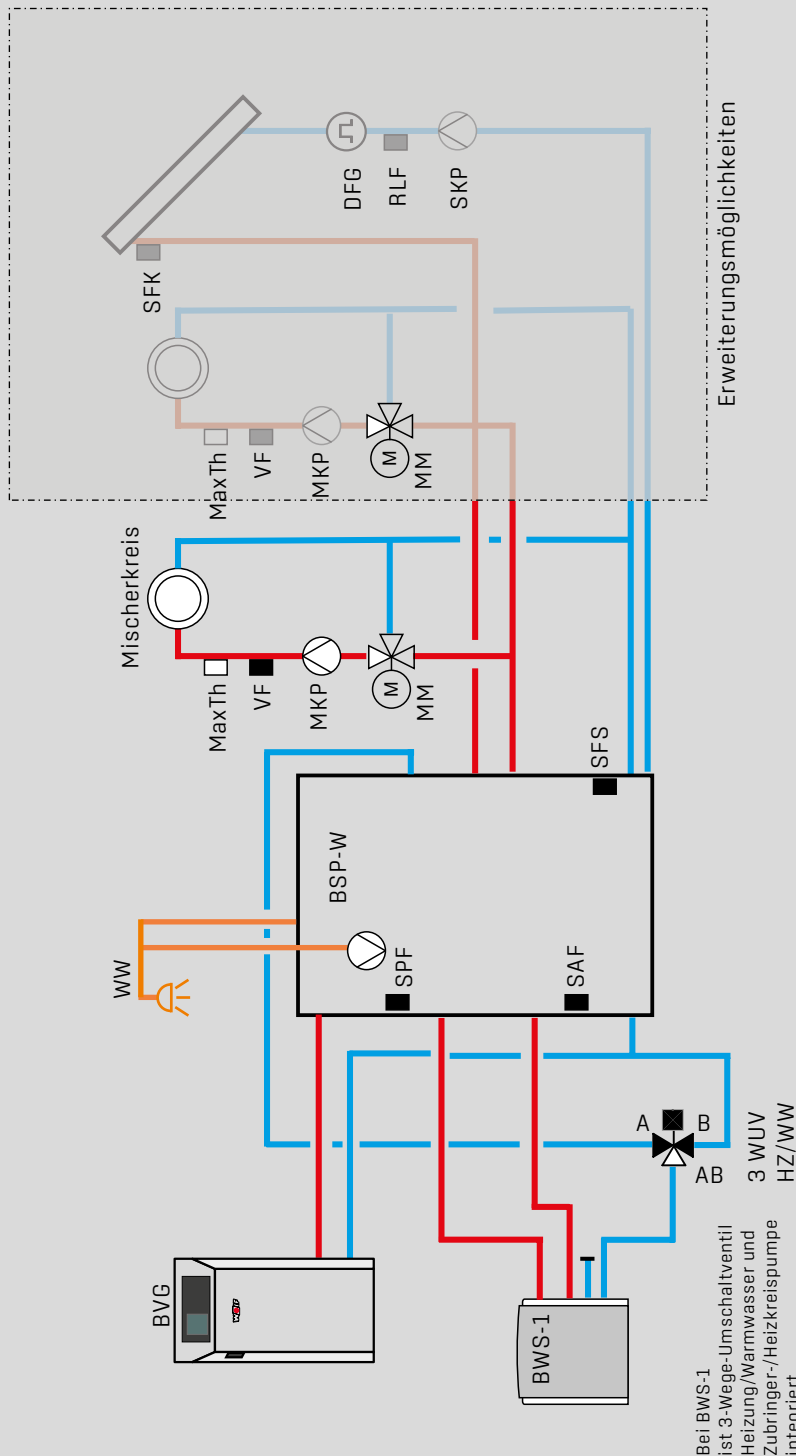 BVG
WOLF
WW
Mischerkreis
MaxTh
VF
MKP
M
MM
SFK
MaxTh
VF
MKP
M
MM
DFG
RLF
SKP
BSP-W
SPF
SAF
SFS
BWS-1
A
B
AB
3 WUV
HZ/WW
Bei BWS-1
ist 3-Wege-Umschaltventil
Heizung/Warmwasser und
Zubringer-/Heizkreispumpe
integriert
Erweiterungsmöglichkeiten